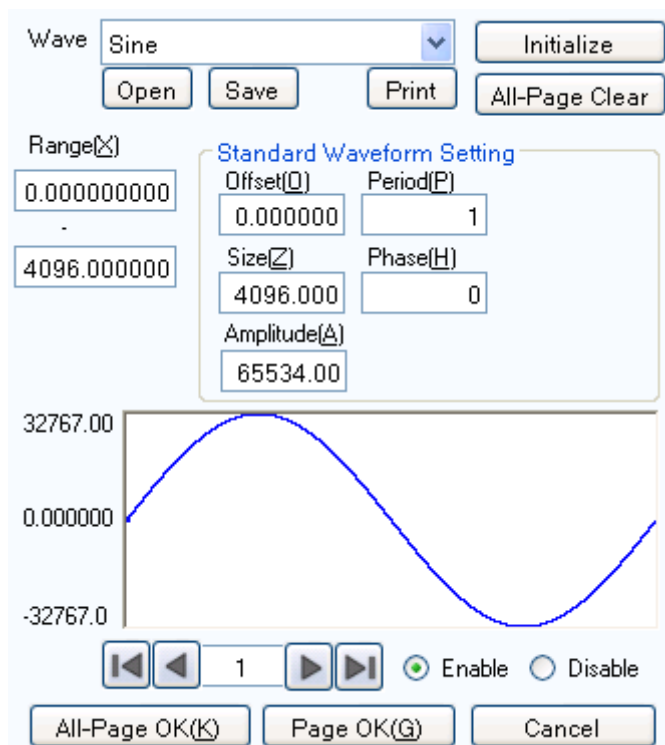 Wave
Sine
Initialize
Open
Save
Print
All-Page Clear
Range(X)
0.000000000
-
4096.000000
Standard Waveform Setting
Offset(O)
Period(P)
0.000000
1
Size(Z)
Phase(H)
4096.000
0
Amplitude(A)
65534.00
32767.00
0.000000
-32767.0
1
Enable
Disable
All-Page OK(K)
Page OK(G)
Cancel